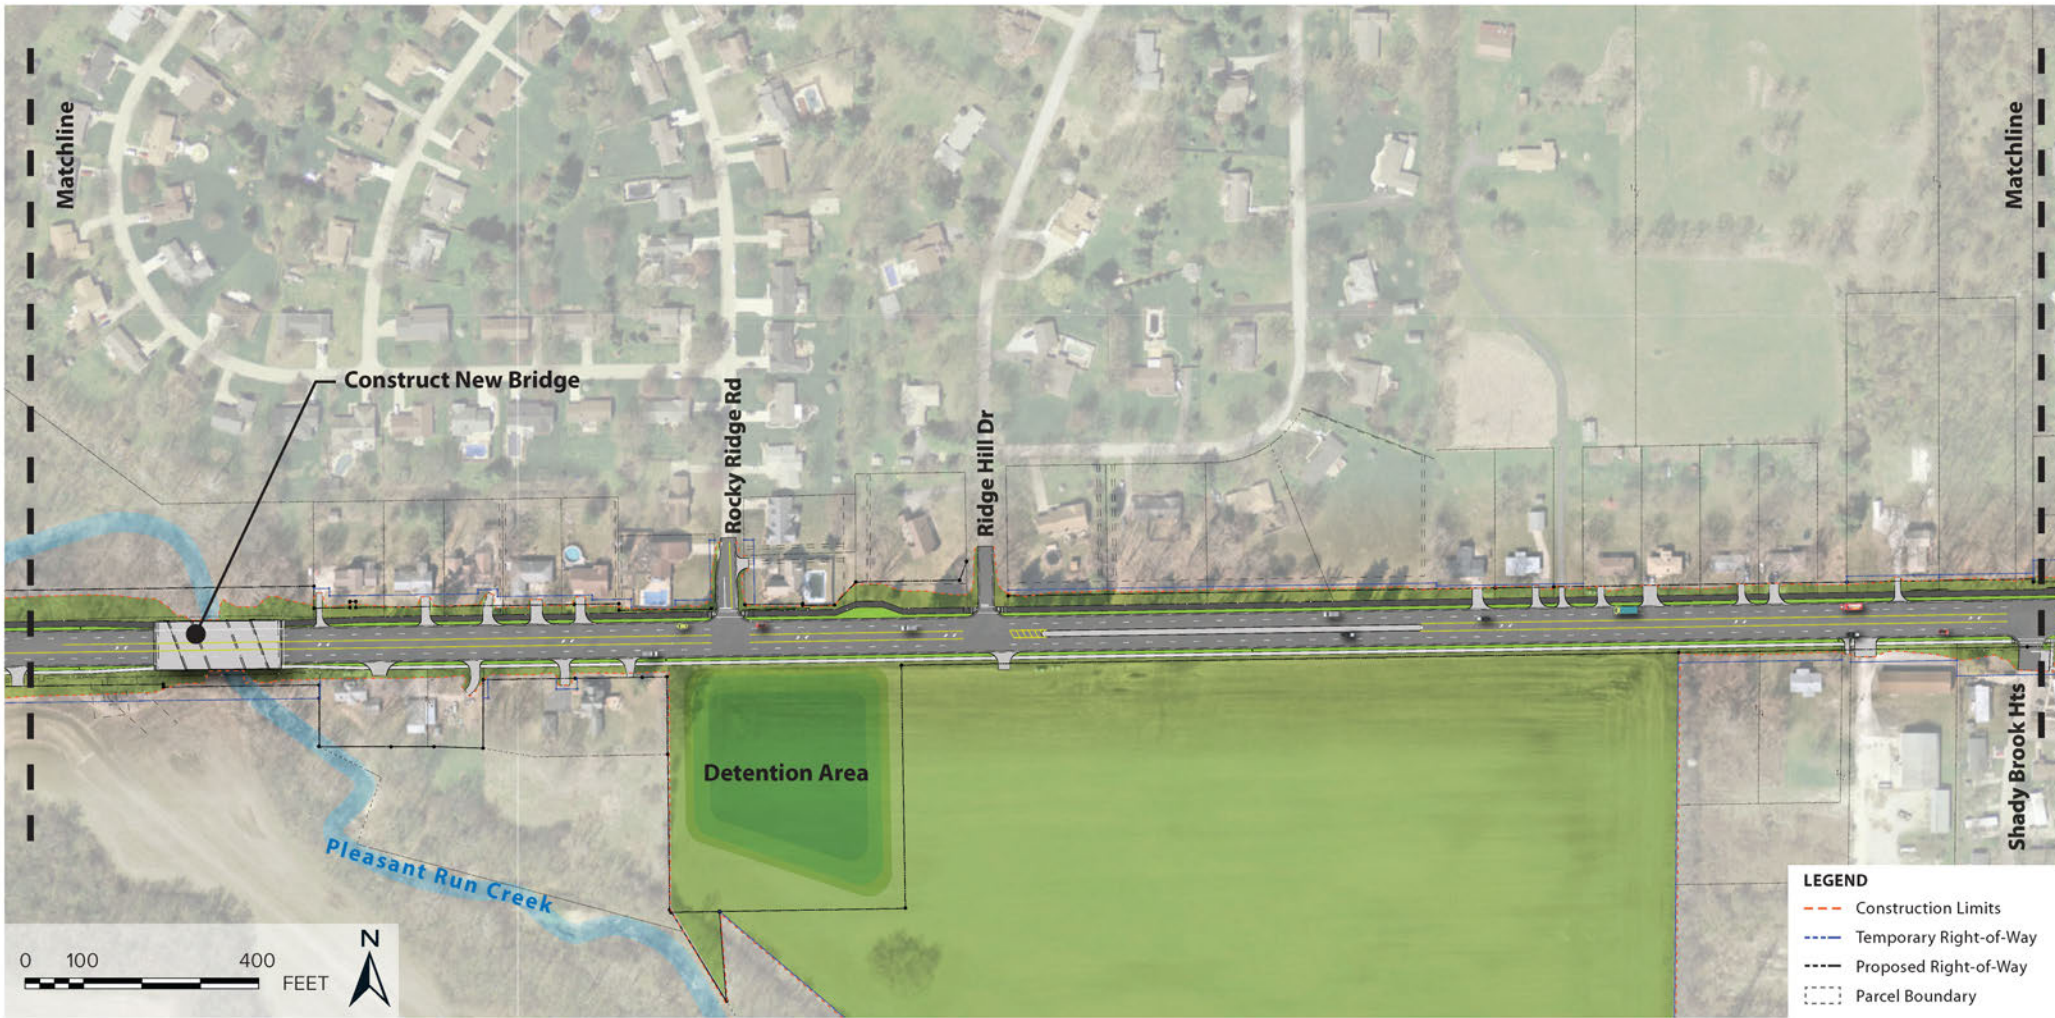 Matchline
Matchline
Construct New Bridge
Rocky Ridge Rd
Ridge Hill Dr
Detention Area
Shady Brook Hts
Pleasant Run Creek
0 100 400
FEET
N
LEGEND
Construction Limits
Temporary Right-of-Way
Proposed Right-of-Way
Parcel Boundary